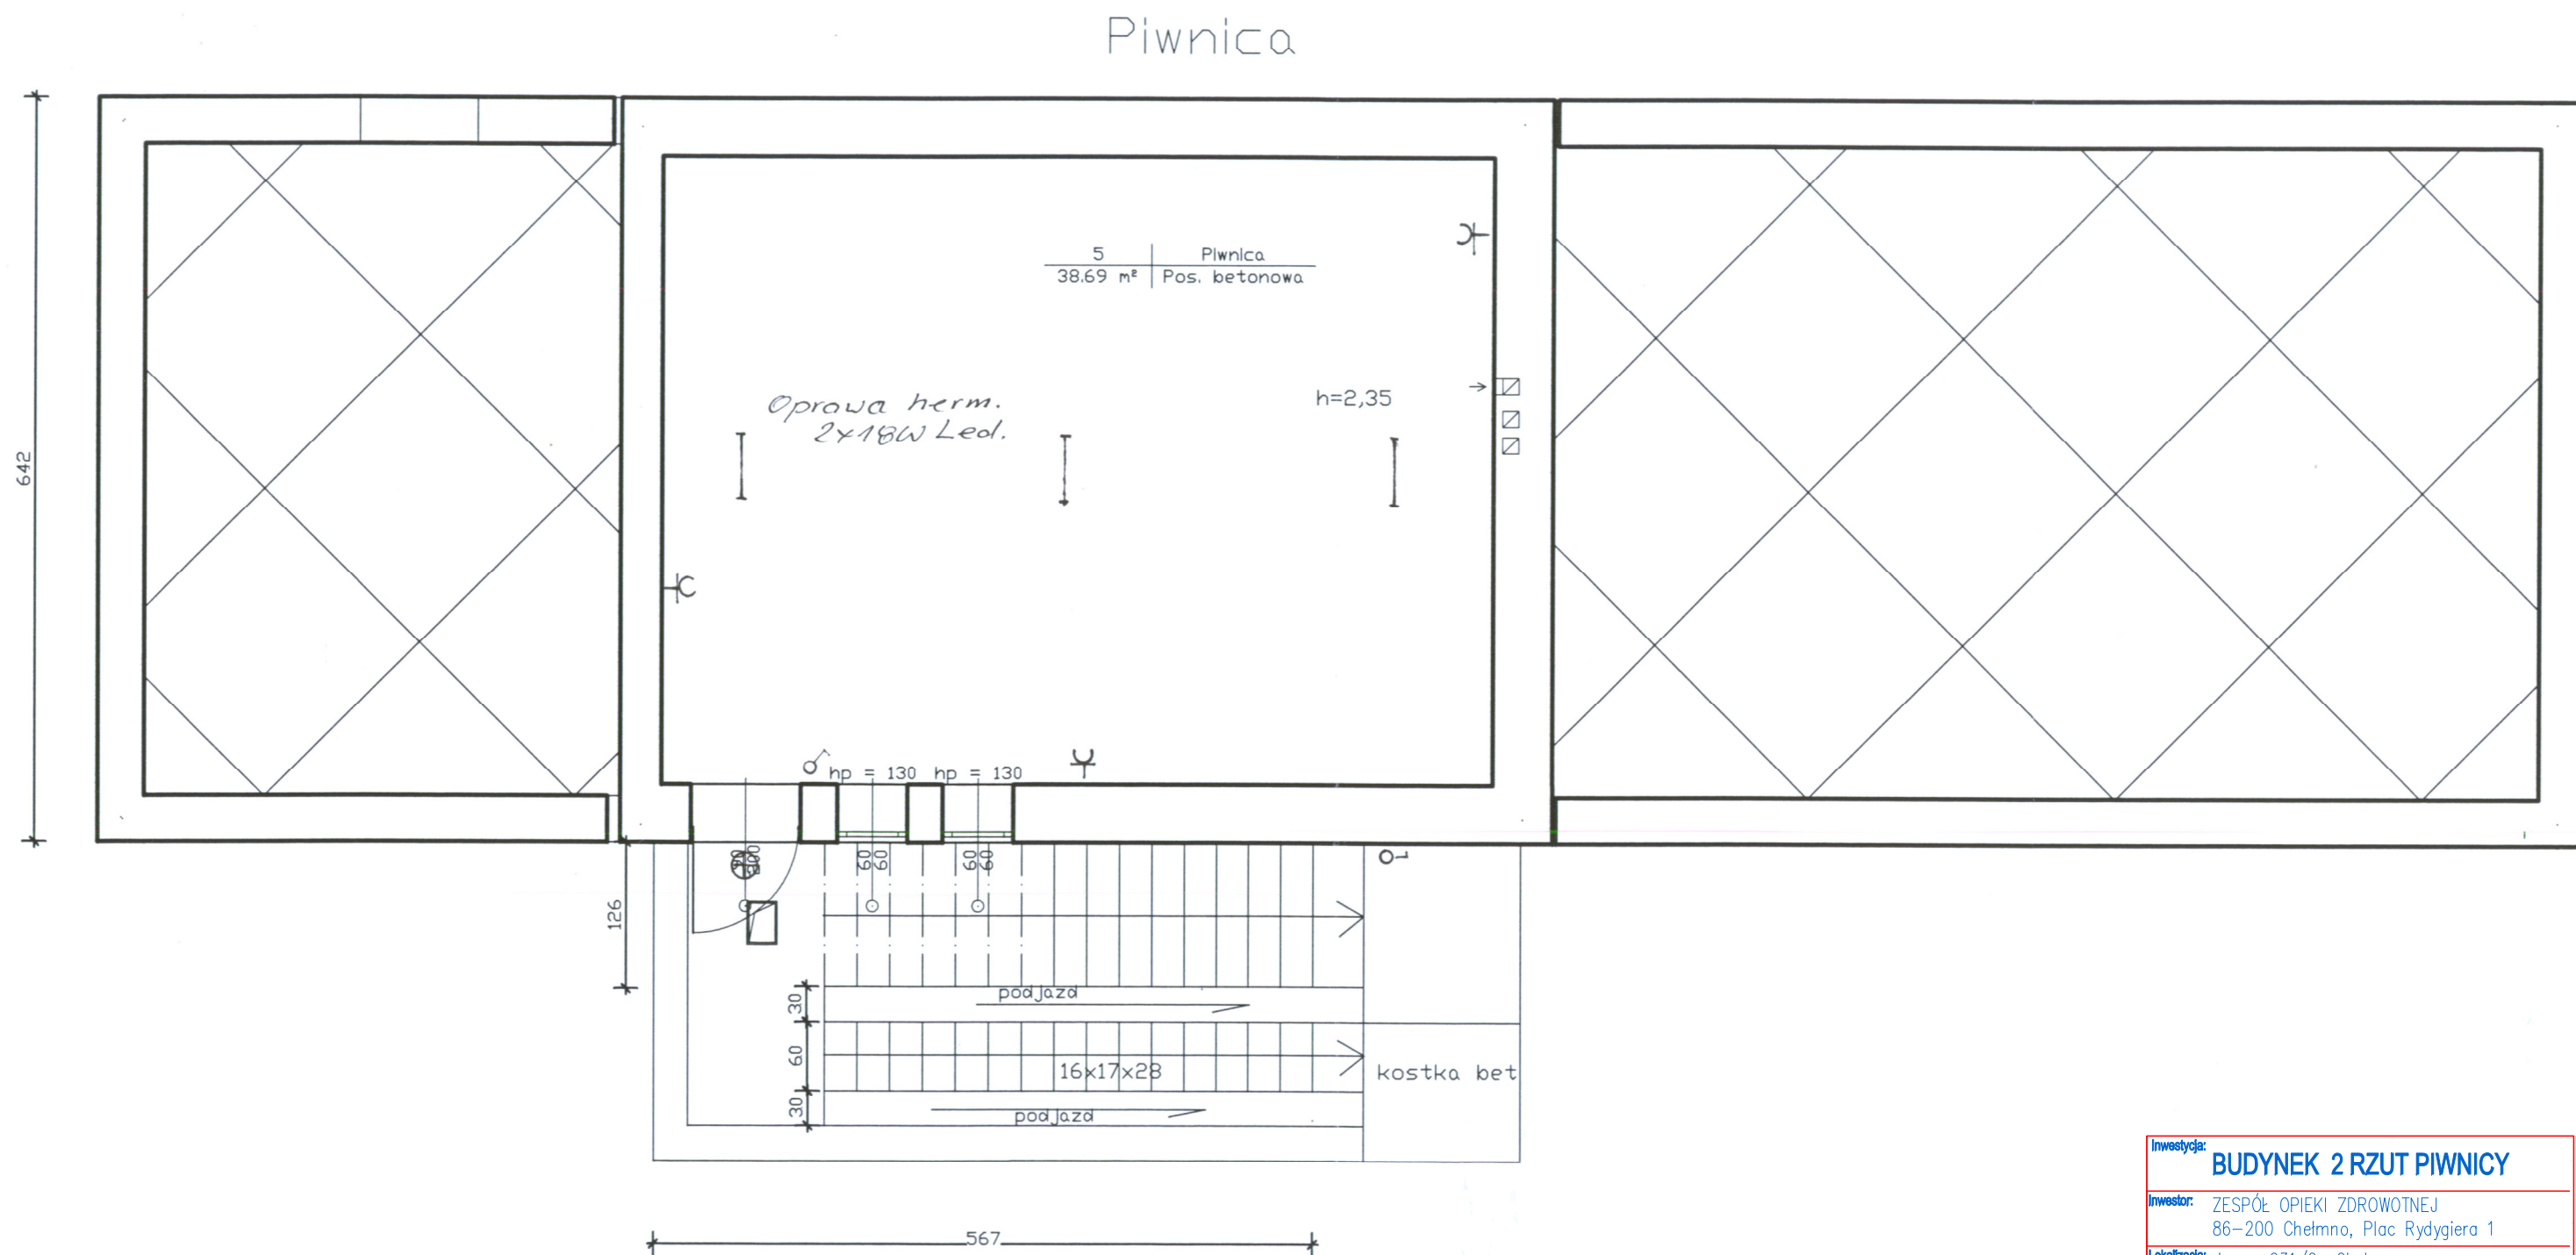 Piwnica
5 Piwnica
38.69 m² Pos. betonowa
Oprawa herm.
2x18W Led.
h=2,35
642
hp = 130 hp = 130
60 60
60 60
126
podjazd
30
60
16x17x28
kostka bet
30
podjazd
567
Inwestycja: BUDYNEK 2 RZUT PIWNICY
Inwestor: ZESPÓŁ OPIEKI ZDROWOTNEJ
86-200 Chełmno, Plac Rydygiera 1